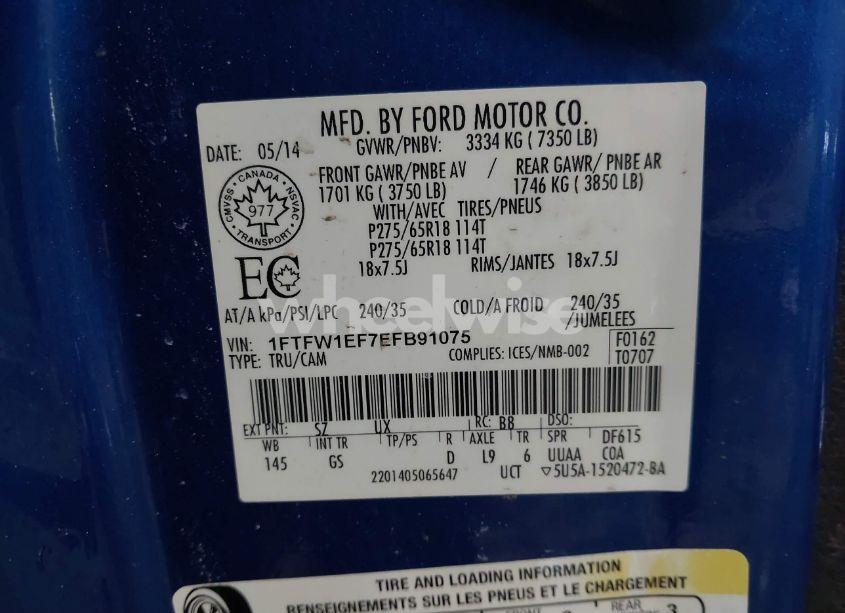 MFD. BY FORD MOTOR CO.
DATE: 05/14 GVWR/PNBV: 3334 KG ( 7350 LB)
FRONT GAWR/PNBE AV / REAR GAWR/ PNBE AR
1701 KG ( 3750 LB) 1746 KG ( 3850 LB)
WITH/AVEC TIRES/PNEUS
P275/65R18 114T
P275/65R18 114T
18x7.5J RIMS/JANTES 18x7.5J
CANADA
CMVSS NSVAC
977
TRANSPORT
EC
AT/A kPa/PSI/LPC 240/35 COLD/A FROID 240/35
/JUMELEES
wheelwise
VIN: 1FTFW1EF7EFB91075 F0162
TYPE: TRU/CAM COMPLIES: ICES/NMB-002 T0707
EXT PNT: SZ UX RC: BB DSO:
WB INT TR TP/PS R AXLE TR SPR DF615
145 GS D L9 6 UUAA COA
2201405065647 UCT ▽5U5A-1520472-BA
TIRE AND LOADING INFORMATION
RENSEIGNEMENTS SUR LES PNEUS ET LE CHARGEMENT
REAR
3